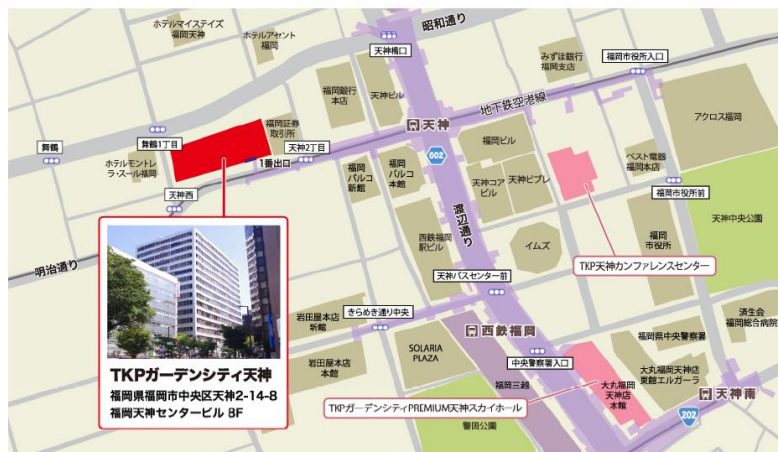 ホテルマイステイズ
福岡天神
ホテルアセント
福岡
昭和通り
天神橋口
みずほ銀行
福岡支店
福岡市役所入口
福岡銀行
本店
天神ビル
地下鉄空港線
天神
アクロス福岡
舞鶴
舞鶴1丁目
福岡証券
取引所
天神2丁目
1番出口
ホテルモントレ
ラ・スール福岡
天神西
福岡
パルコ
新館
福岡
パルコ
本館
602
福岡ビル
天神コア
ビル
天神ビブレ
ベスト電器
福岡本店
福岡市役所前
天神中央公園
渡辺通り
西鉄福岡
駅ビル
イムズ
福岡
市役所
TKP天神カンファレンスセンター
明治通り
天神バスセンター前
岩田屋本店
新館
きらめき通り中央
西鉄福岡
福岡県中央警察署
済生会
福岡総合病院
岩田屋本店
本館
SOLARIA
PLAZA
中央警察署入口
福岡三越
大丸福岡
天神店
本館
大丸福岡天神店
東館エルガーラ
天神南
202
TKPガーデンシティPREMIUM天神スカイホール
警固公園
TKPガーデンシティ天神
福岡県福岡市中央区天神2-14-8
福岡天神センタービル 8F